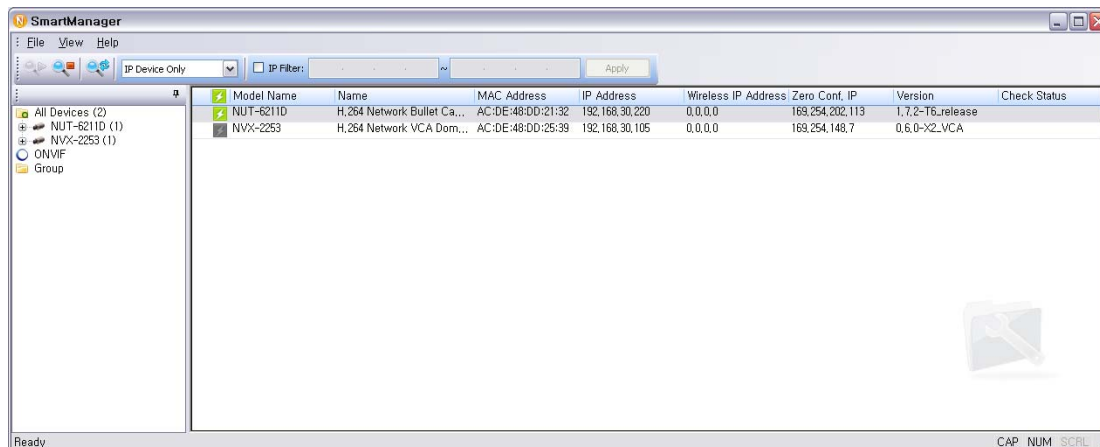 SmartManager
File View Help
IP Device Only IP Filter: . . . ~ . . . Apply
All Devices (2)
NUT-6211D (1)
NVX-2253 (1)
ONVIF
Group
Model Name Name MAC Address IP Address Wireless IP Address Zero Conf, IP Version Check Status
NUT-6211D H,264 Network Bullet Ca... AC:DE:48:DD:21:32 192,168,30,220 0,0,0,0 169,254,202,113 1,7,2-T6_release
NVX-2253 H,264 Network VCA Dom... AC:DE:48:DD:25:39 192,168,30,105 0,0,0,0 169,254,148,7 0,6,0-X2_VCA
Ready CAP NUM SCRL